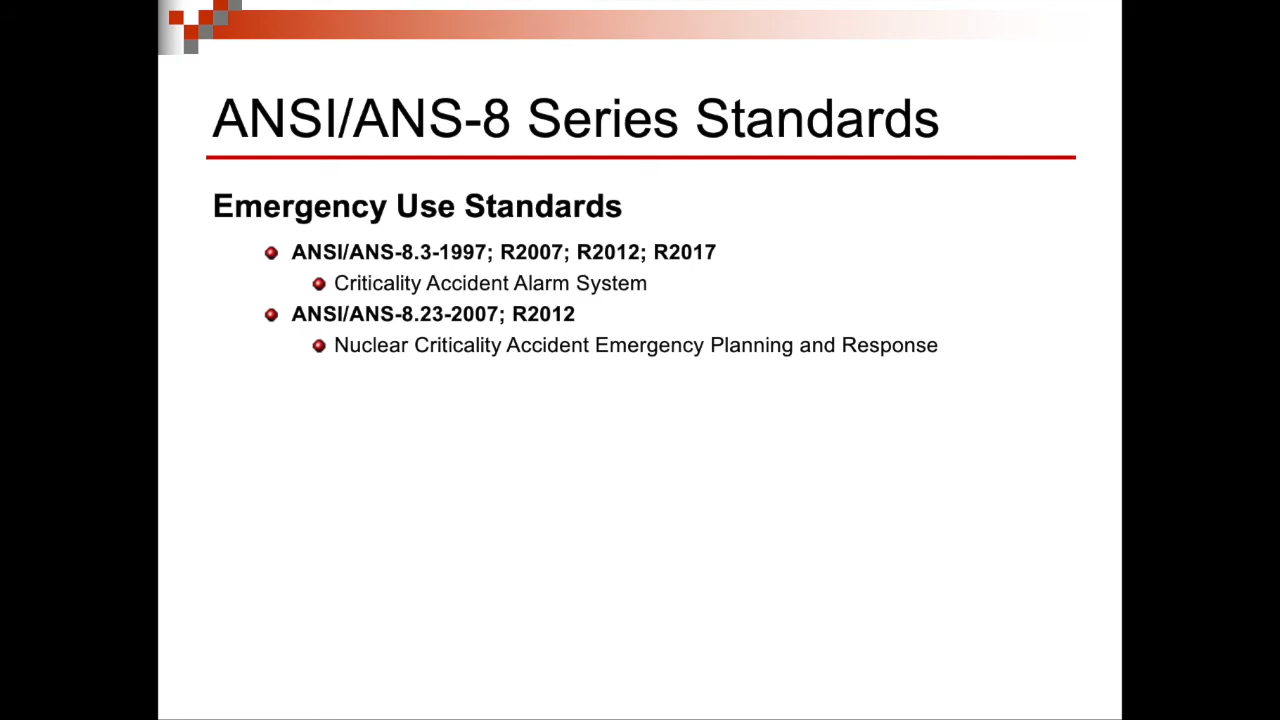 ANSI/ANS-8 Series Standards
Emergency Use Standards
ANSI/ANS-8.3-1997; R2007; R2012; R2017
Criticality Accident Alarm System
ANSI/ANS-8.23-2007; R2012
Nuclear Criticality Accident Emergency Planning and Response